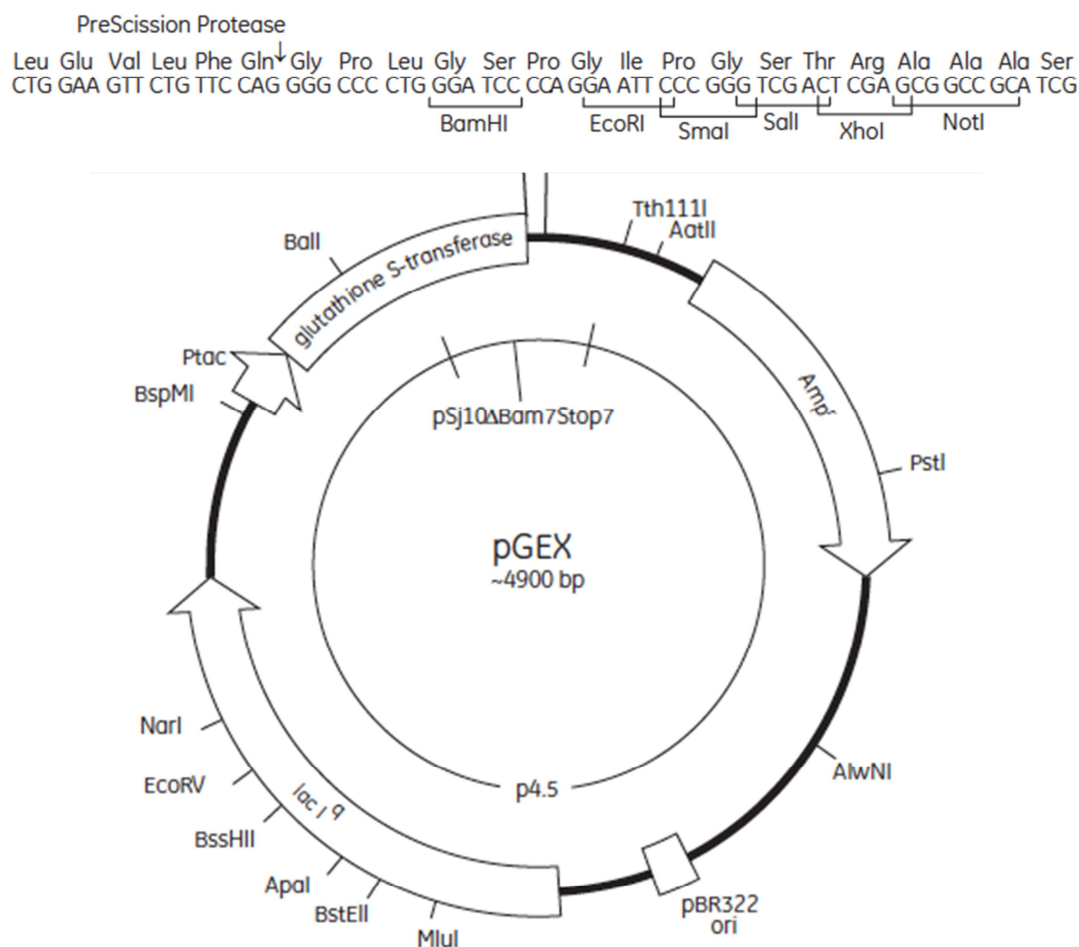 PreScission Protease
Leu Glu Val Leu Phe Gln↓Gly Pro Leu Gly Ser Pro Gly Ile Pro Gly Ser Thr Arg Ala Ala Ala Ser
CTG GAA GTT CTG TTC CAG GGG CCC CTG GGA TCC CCA GGA ATT CCC GGG TCG ACT CGA GCG GCC GCA TCG
BamHI EcoRI SmaI SalI XhoI NotI
Tth111I
AatII
BalI
glutathione S-transferase
Ptac
BspMI
Ampr
pSj10ΔBam7Stop7
PstI
pGEX
~4900 bp
NarI
EcoRV
BssHII
ApaI
BstEII
MluI
lac Iq
p4.5
AlwNI
pBR322
ori